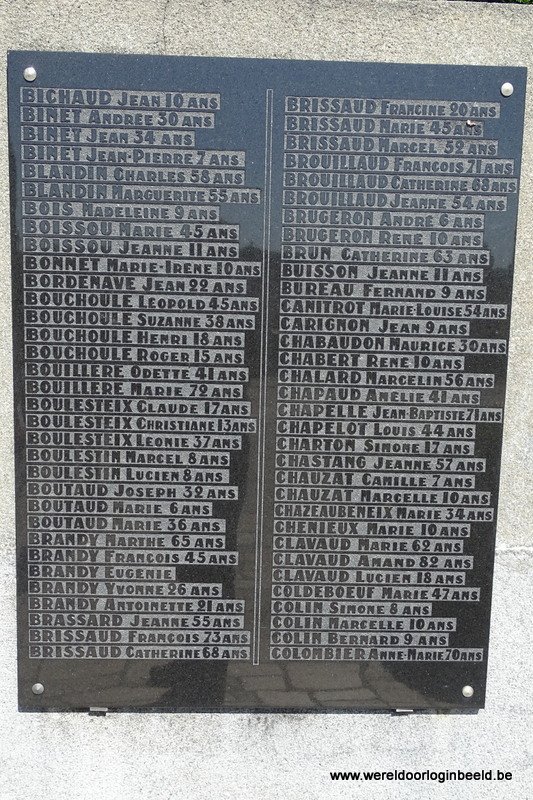 BICHAUD JEAN 10 ANS
BINET ANDRÉE 30 ANS
BINET JEAN 34 ANS
BINET JEAN-PIERRE 7 ANS
BLANDIN CHARLES 58 ANS
BLANDIN MARGUERITE 55 ANS
BOIS MADELEINE 9 ANS
BOISSOU MARIE 45 ANS
BOISSOU JEANNE 11 ANS
BONNET MARIE-IRENE 10 ANS
BORDENAVE JEAN 22 ANS
BOUCHOULE LEOPOLD 45 ANS
BOUCHOULE SUZANNE 38 ANS
BOUCHOULE HENRI 18 ANS
BOUCHOULE ROGER 15 ANS
BOUILLERE ODETTE 41 ANS
BOUILLERE MARIE 72 ANS
BOULESTEIX CLAUDE 17 ANS
BOULESTEIX CHRISTIANE 13 ANS
BOULESTEIX LEONIE 37 ANS
BOULESTIN MARCEL 8 ANS
BOULESTIN LUCIEN 8 ANS
BOUTAUD JOSEPH 32 ANS
BOUTAUD MARIE 6 ANS
BOUTAUD MARIE 36 ANS
BRANDY MARTHE 65 ANS
BRANDY FRANÇOIS 45 ANS
BRANDY EUGÉNIE
BRANDY YVONNE 26 ANS
BRANDY ANTOINETTE 21 ANS
BRASSARD JEANNE 55 ANS
BRISSAUD FRANÇOIS 73 ANS
BRISSAUD CATHERINE 68 ANS
BRISSAUD FRANCINE 20 ANS
BRISSAUD MARIE 45 ANS
BRISSAUD MARCEL 52 ANS
BROUILLAUD FRANÇOIS 71 ANS
BROUILLAUD CATHERINE 68 ANS
BROUILLAUD JEANNE 54 ANS
BRUGERON ANDRÉ 6 ANS
BRUGERON RENÉ 10 ANS
BRUN CATHERINE 63 ANS
BUISSON JEANNE 11 ANS
BUREAU FERNAND 9 ANS
CANITROT MARIE-LOUISE 54 ANS
CARIGNON JEAN 9 ANS
CHABAUDON MAURICE 30 ANS
CHABERT RENÉ 10 ANS
CHALARD MARCELIN 56 ANS
CHAPAUD AMÉLIE 41 ANS
CHAPELLE JEAN-BAPTISTE 71 ANS
CHAPELOT LOUIS 44 ANS
CHARTON SIMONE 17 ANS
CHASTANG JEANNE 57 ANS
CHAUZAT CAMILLE 7 ANS
CHAUZAT MARCELLE 10 ANS
CHAZEAUBENEIX MARIE 34 ANS
CHENIEUX MARIE 10 ANS
CLAVAUD MARIE 62 ANS
CLAVAUD AMAND 82 ANS
CLAVAUD LUCIEN 18 ANS
COLDEBOEUF MARIE 47 ANS
COLIN SIMONE 8 ANS
COLIN MARCELLE 10 ANS
COLIN BERNARD 9 ANS
COLOMBIER ANNE-MARIE 70 ANS
www.wereldoorloginbeeld.be